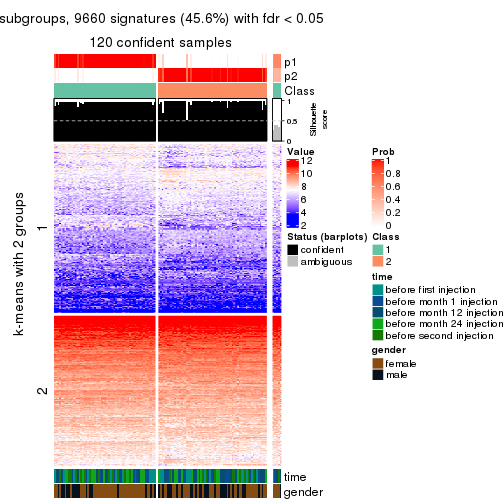 subgroups, 9660 signatures (45.6%) with fdr < 0.05
120 confident samples
p1
p2
Class
1
0.5
0
Silhouette
score
k-means with 2 groups
1
2
time
gender
Value
12
10
8
6
4
2
Prob
1
0.8
0.6
0.4
0.2
0
Status (barplots)
confident
ambiguous
Class
1
2
time
before first injection
before month 1 injection
before month 12 injection
before month 24 injection
before second injection
gender
female
male